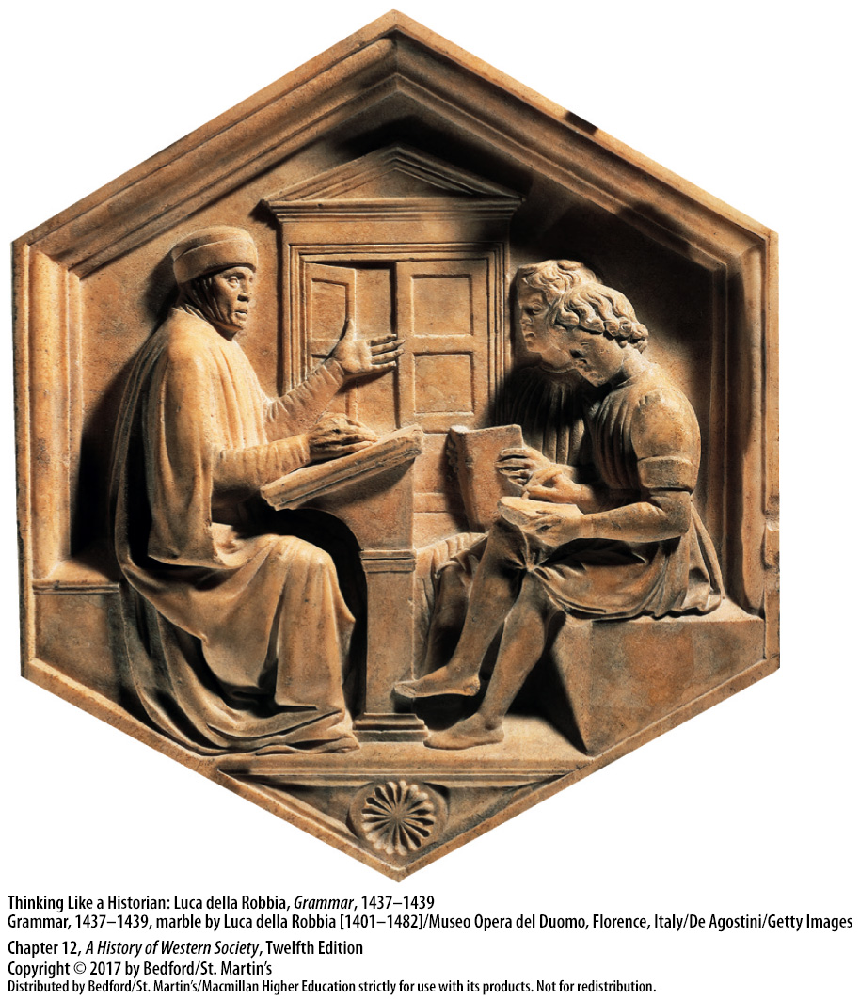 Thinking Like a Historian: Luca della Robbia, Grammar, 1437–1439
Grammar, 1437–1439, marble by Luca della Robbia [1401–1482]/Museo Opera del Duomo, Florence, Italy/De Agostini/Getty Images
Chapter 12, A History of Western Society, Twelfth Edition
Copyright © 2017 by Bedford/St. Martin’s
Distributed by Bedford/St. Martin’s/Macmillan Higher Education strictly for use with its products. Not for redistribution.